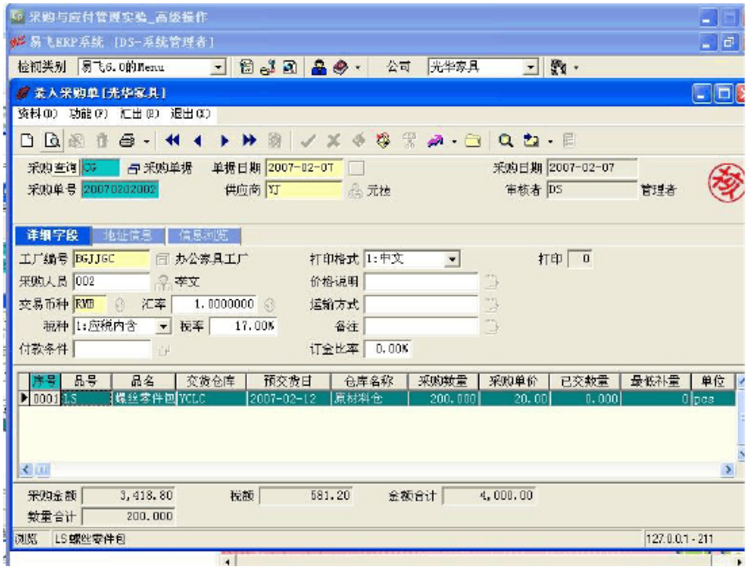 采购与应付管理实验_高级操作
易飞ERP系统 [DS-系统管理者]
检视类别 易飞6.0的Menu 公司 光华家具
录入采购单[光华家具]
资料(D) 功能(F) 汇出(E) 退出(X)
采购查询 CG 采购单据 单据日期 2007-02-07 采购日期 2007-02-07
采购单号 20070202002 供应商 YJ 审核者 DS 管理者
核
详细字段 地址信息 信息浏览
工厂编号 BGJJGC 办公家具工厂 打印格式 1:中文 打印 0
采购人员 002 李文 价格说明
交易币种 RMB 汇率 1.0000000 运输方式
税种 1:应税内含 税率 17.00% 备注
付款条件 订金比率 0.00%
序号 品号 品名 交货仓库 预交货日 仓库名称 采购数量 采购单价 已交数量 最低补量 单位
0001 LS 螺丝零件包 YCLC 2007-02-12 原材料仓 200.000 20.00 0.000 0 pcs
采购金额 3,418.80 税额 581.20 金额合计 4,000.00
数量合计 200.000
浏览 LS螺丝零件包 127.0.0.1 - 211